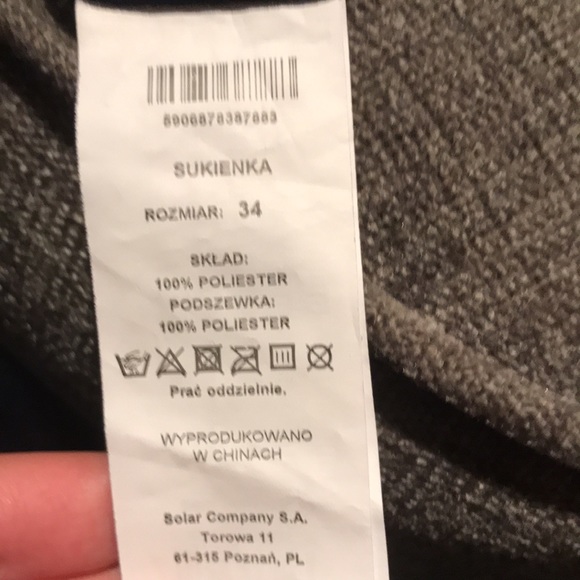 5906878387883
SUKIENKA
ROZMIAR: 34
SKŁAD:
100% POLIESTER
PODSZEWKA:
100% POLIESTER
Prać oddzielnie.
WYPRODUKOWANO
W CHINACH
Solar Company S.A.
Torowa 11
61-315 Poznań, PL